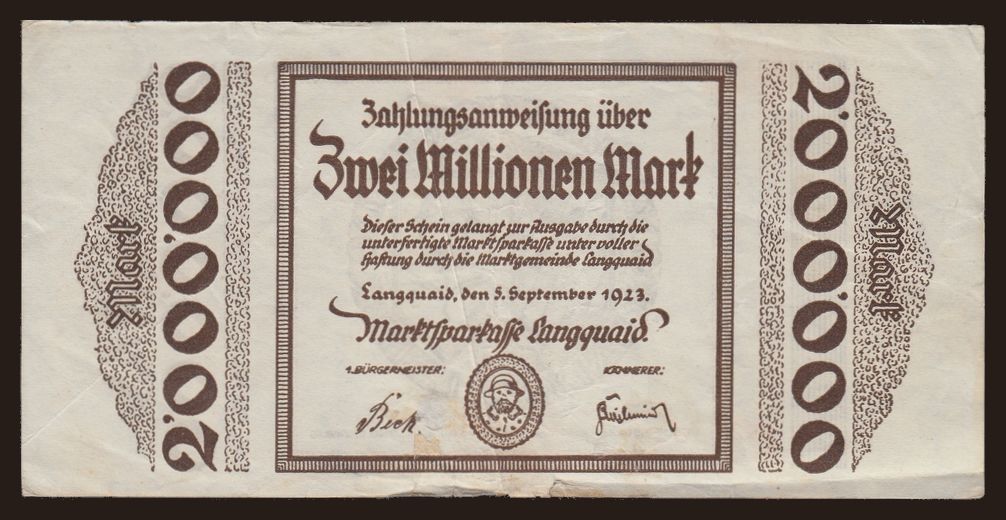 2'000'000
Mark
Zahlungsanweisung über
Zwei Millionen Mark
Dieser Schein gelangt zur Ausgabe durch die
unterfertigte Marktsparkasse unter voller
Haftung durch die Marktgemeinde Langquaid
Langquaid, den 5. September 1923.
Marktsparkasse Langquaid.
1. BÜRGERMEISTER:
KÄMMERER:
Beck
2'000'000
Mark